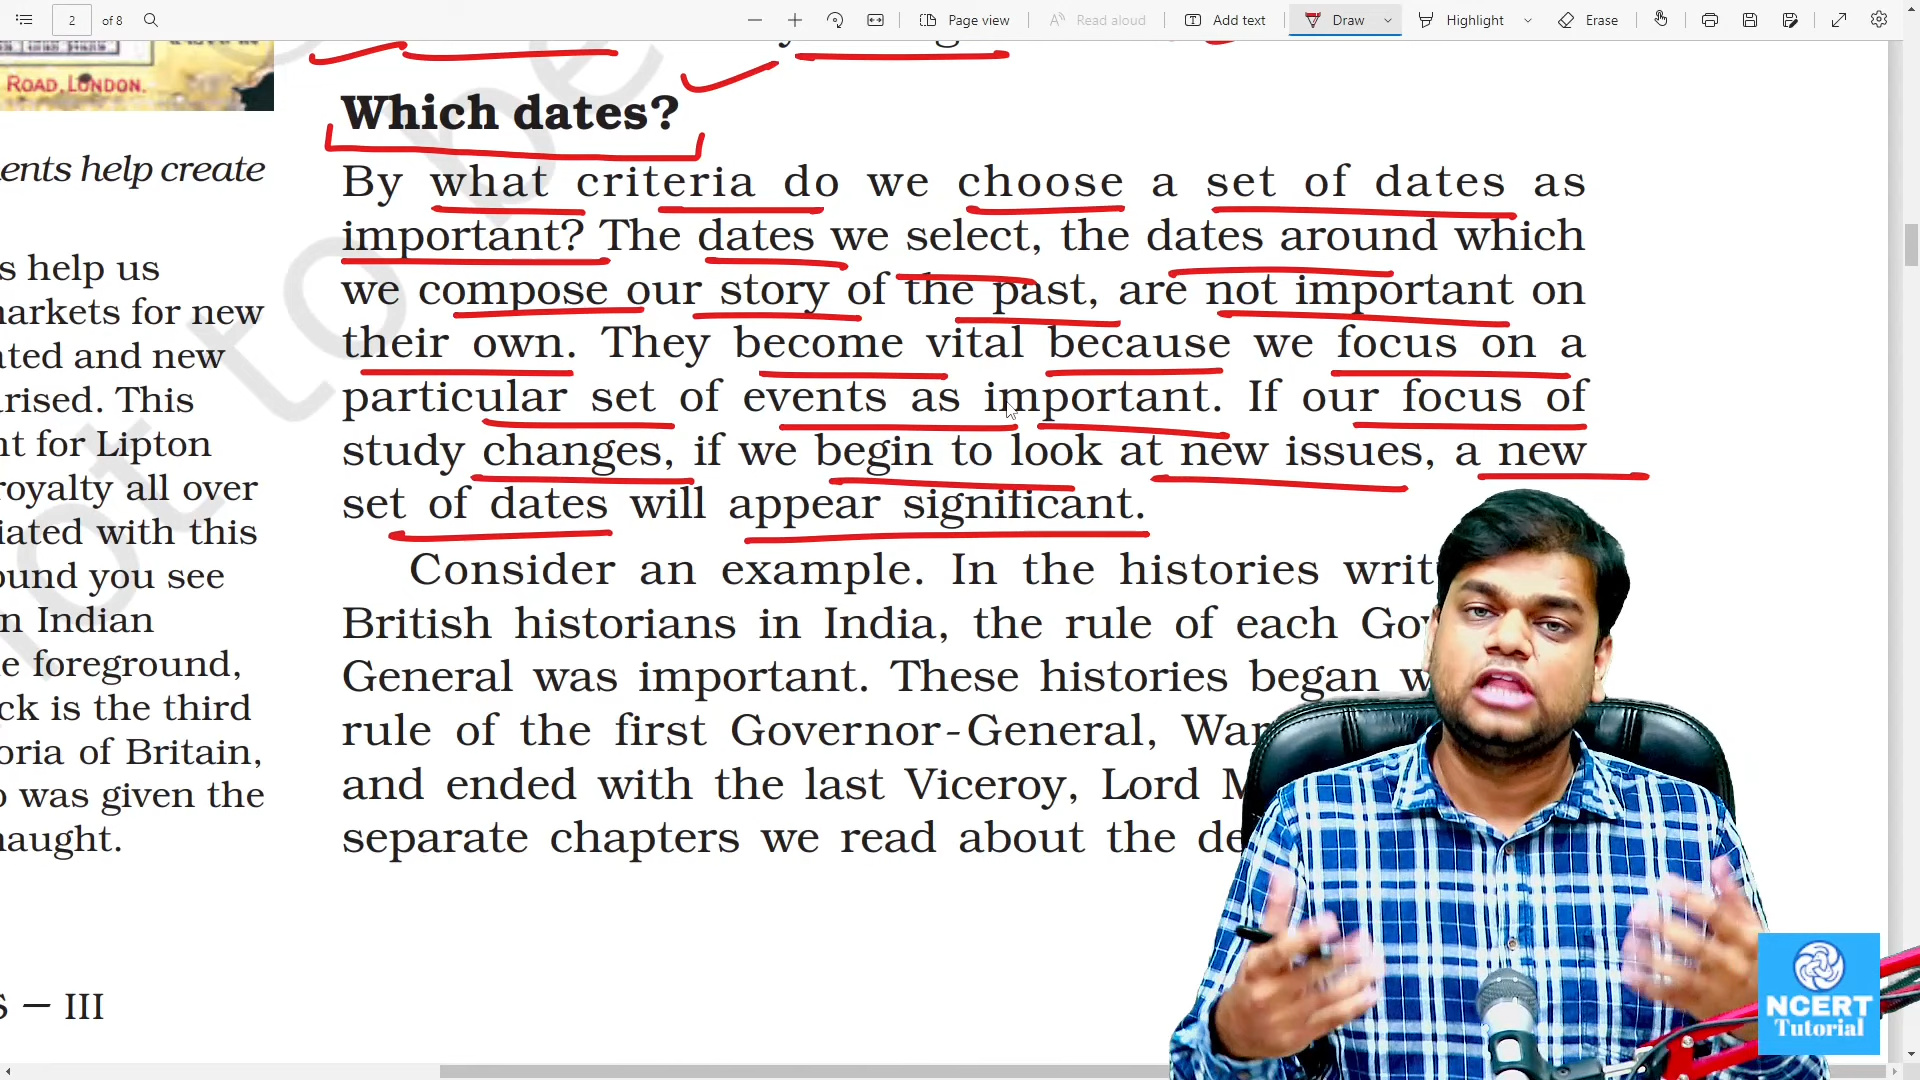 2 of 8
Page view
Read aloud
Add text
Draw
Highlight
Erase
ROAD, LONDON.
Which dates?
By what criteria do we choose a set of dates as
important? The dates we select, the dates around which
we compose our story of the past, are not important on
their own. They become vital because we focus on a
particular set of events as important. If our focus of
study changes, if we begin to look at new issues, a new
set of dates will appear significant.
Consider an example. In the histories writ
British historians in India, the rule of each Gov
General was important. These histories began w
rule of the first Governor-General, War
and ended with the last Viceroy, Lord M
separate chapters we read about the de
ents help create
s help us
arkets for new
ated and new
rised. This
nt for Lipton
royalty all over
iated with this
ound you see
n Indian
e foreground,
ck is the third
oria of Britain,
o was given the
naught.
S — III
not to be
NCERT
Tutorial